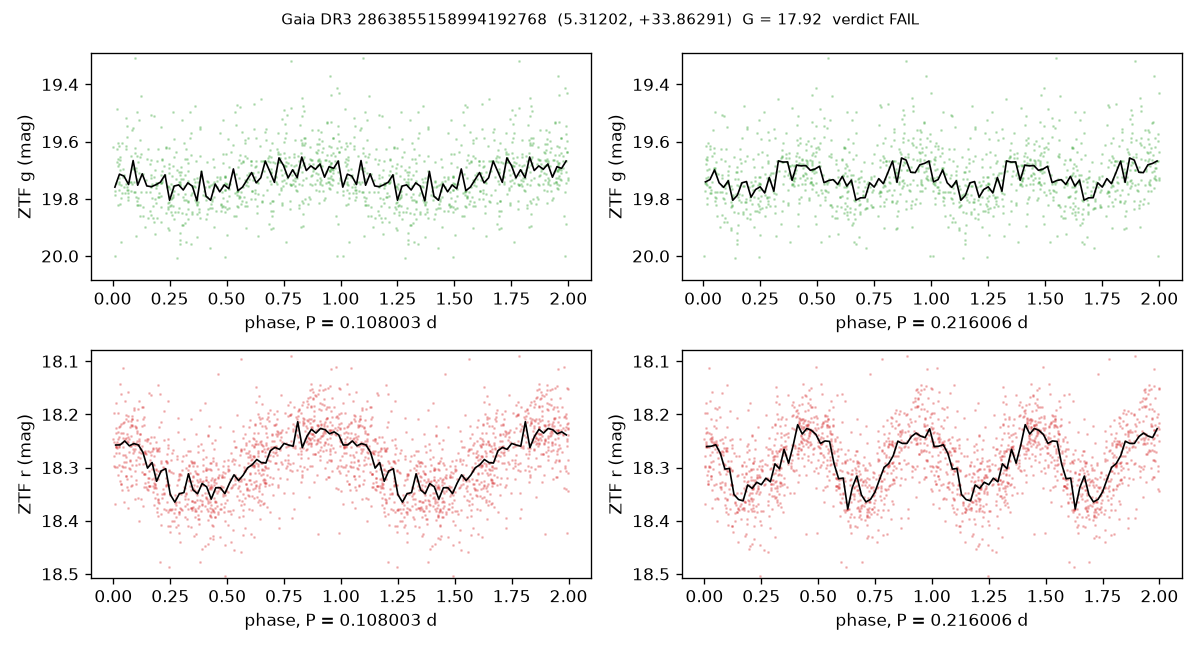 Gaia DR3 2863855158994192768 (5.31202, +33.86291) G = 17.92 verdict FAIL
ZTF g (mag)
19.4
19.6
19.8
20.0
0.00 0.25 0.50 0.75 1.00 1.25 1.50 1.75 2.00
phase, P = 0.108003 d
ZTF g (mag)
19.4
19.6
19.8
20.0
0.00 0.25 0.50 0.75 1.00 1.25 1.50 1.75 2.00
phase, P = 0.216006 d
ZTF r (mag)
18.1
18.2
18.3
18.4
18.5
0.00 0.25 0.50 0.75 1.00 1.25 1.50 1.75 2.00
phase, P = 0.108003 d
ZTF r (mag)
18.1
18.2
18.3
18.4
18.5
0.00 0.25 0.50 0.75 1.00 1.25 1.50 1.75 2.00
phase, P = 0.216006 d